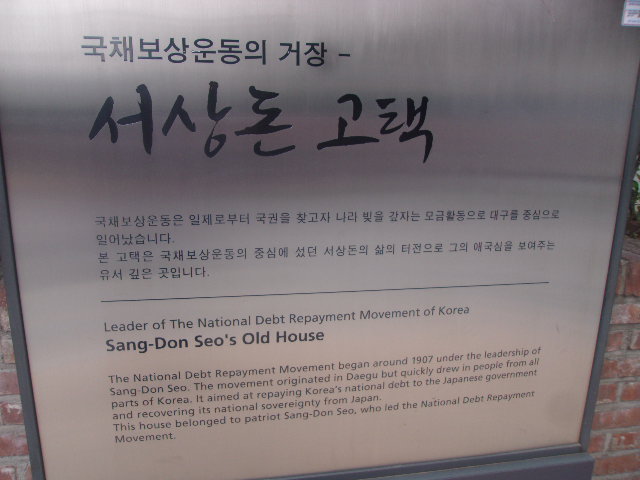 국채보상운동의 거장 –
서상돈 고택
국채보상운동은 일제로부터 국권을 찾고자 나라 빚을 갚자는 모금활동으로 대구를 중심으로
일어났습니다.
본 고택은 국채보상운동의 중심에 섰던 서상돈의 삶의 터전으로 그의 애국심을 보여주는
유서 깊은 곳입니다.
Leader of The National Debt Repayment Movement of Korea
Sang-Don Seo's Old House
The National Debt Repayment Movement began around 1907 under the leadership of
Sang-Don Seo. The movement originated in Daegu but quickly drew in people from all
parts of Korea. It aimed at repaying Korea's national debt to the Japanese government
and recovering its national sovereignty from Japan.
This house belonged to patriot Sang-Don Seo, who led the National Debt Repayment
Movement.